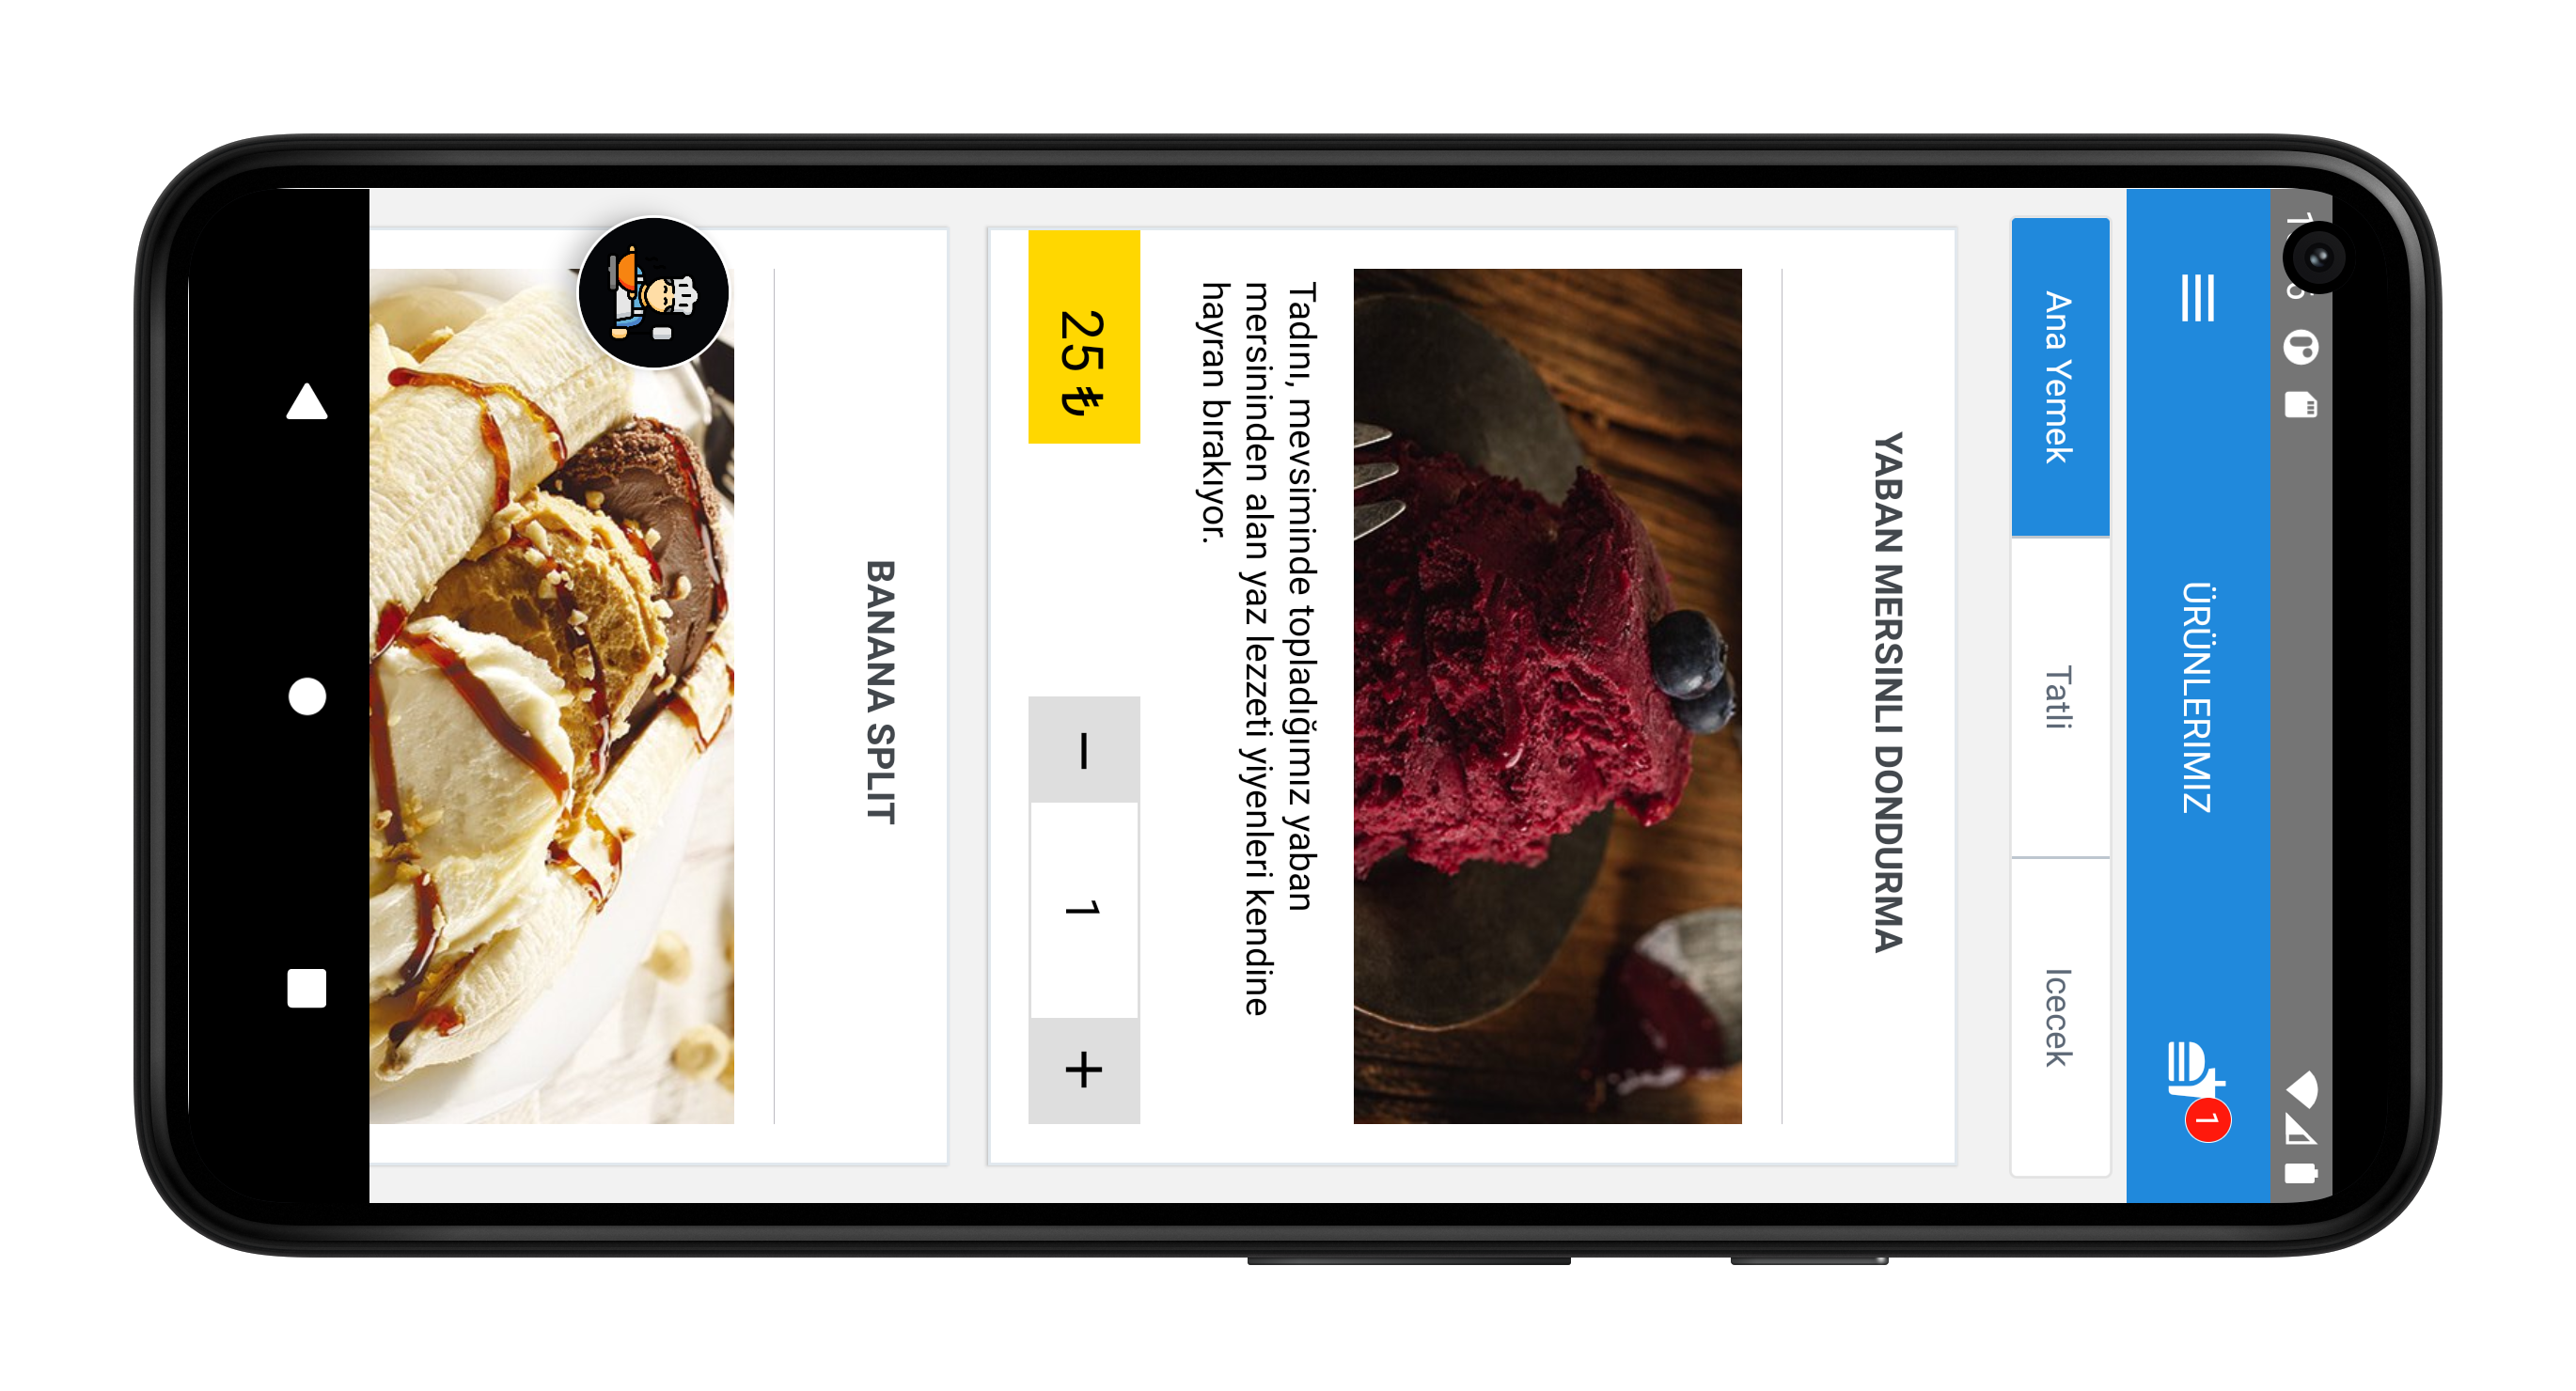 ÜRÜNLERIMIZ
1
Ana Yemek
Tatli
Icecek
YABAN MERSINLI DONDURMA
Tadını, mevsiminde topladığımız yaban
mersininden alan yaz lezzeti yiyenleri kendine
hayran bırakıyor.
25 ₺
− 1 +
BANANA SPLIT